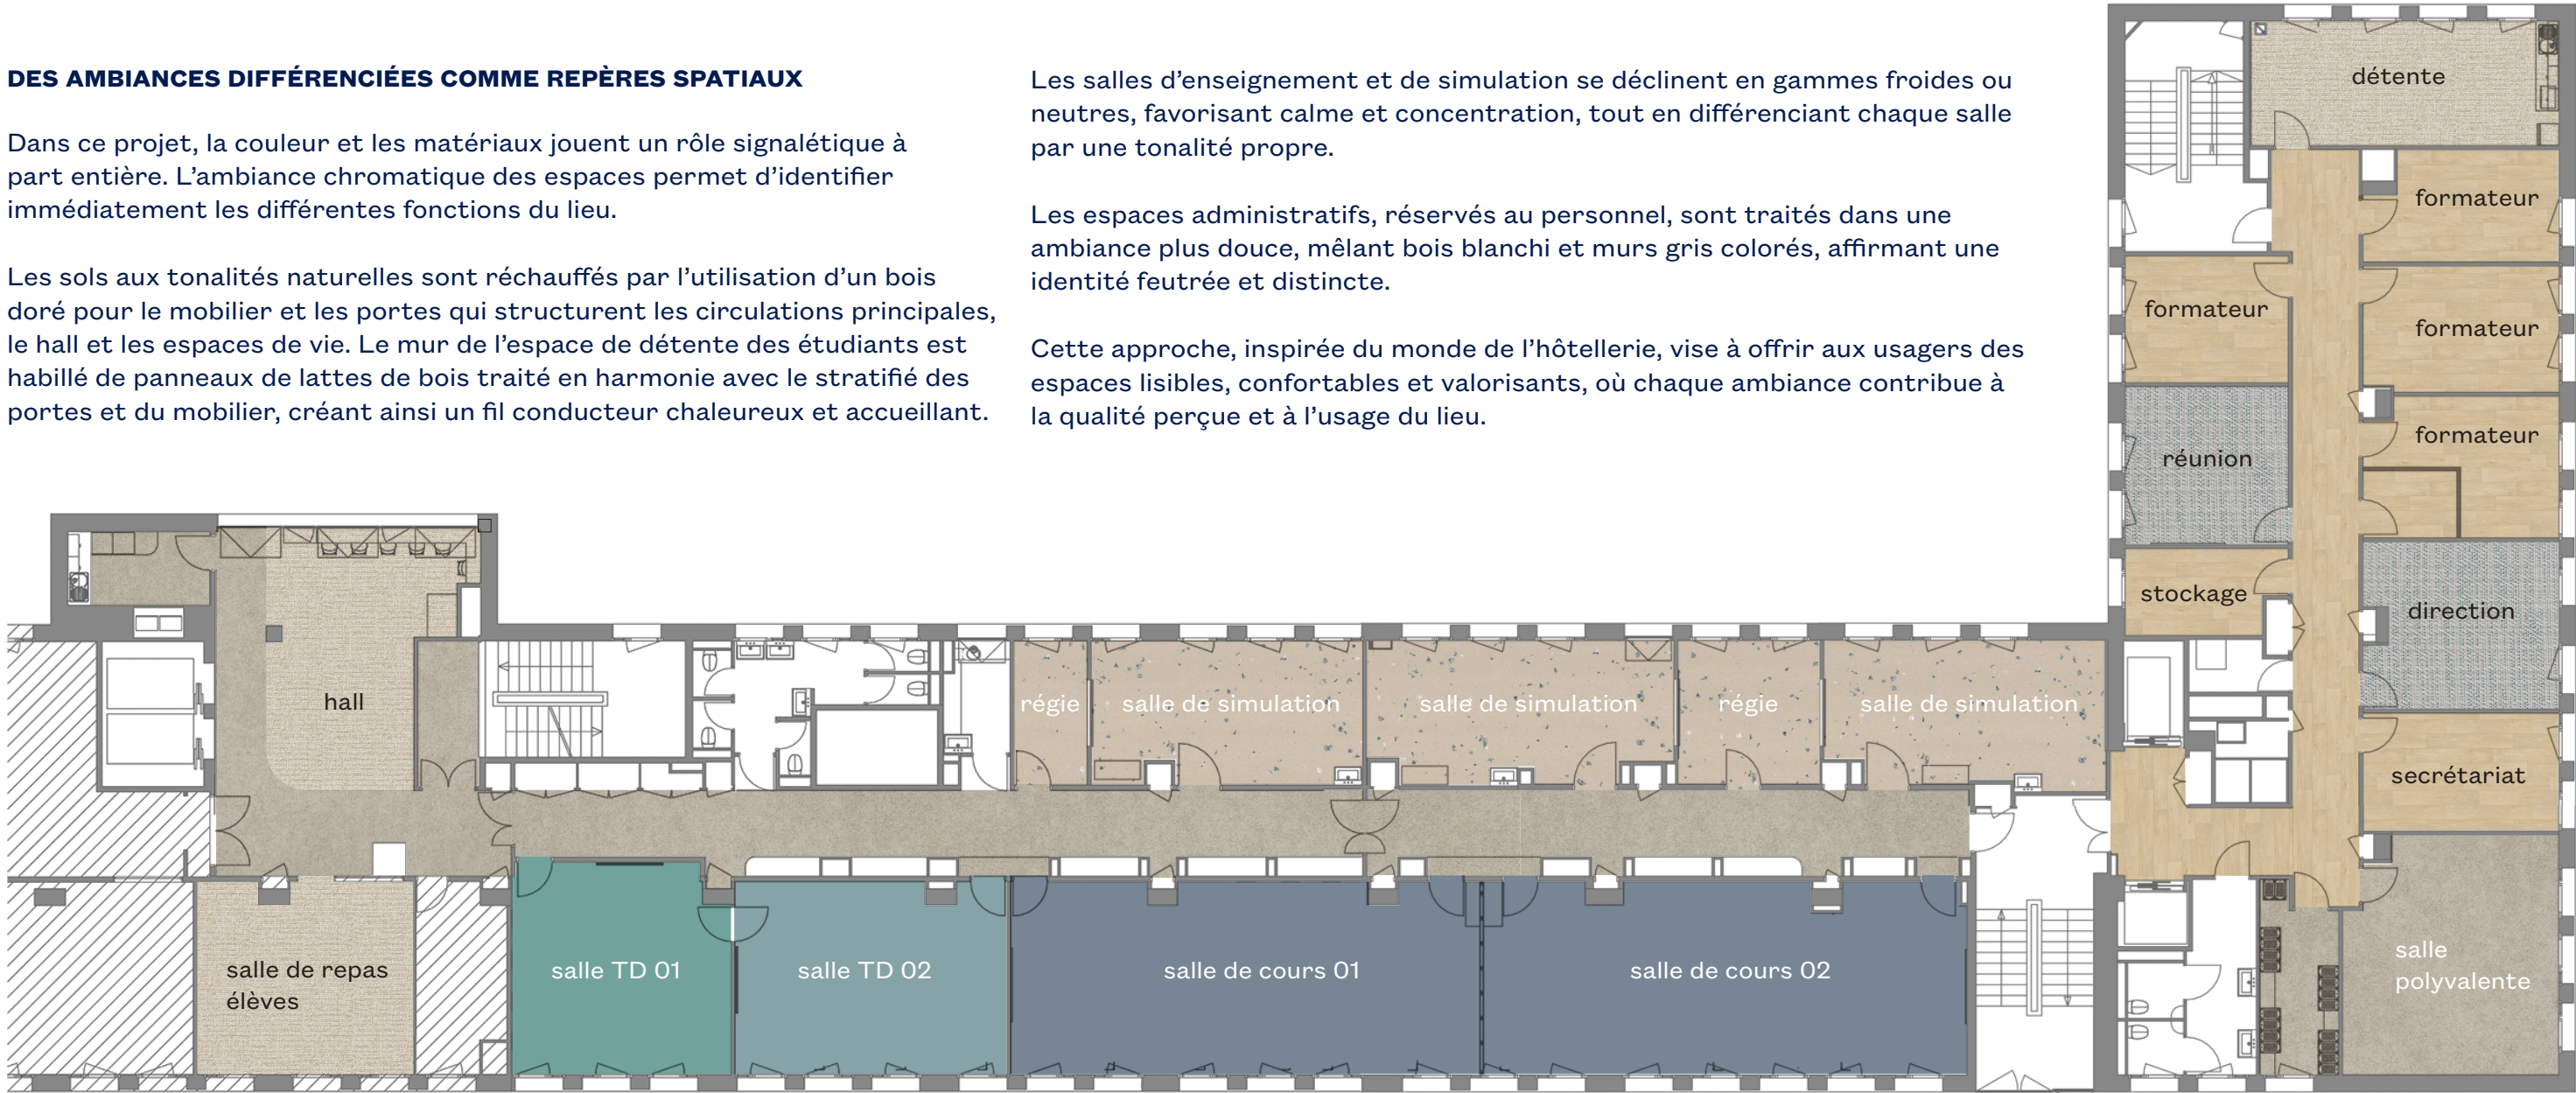 DES AMBIANCES DIFFÉRENCIÉES COMME REPÈRES SPATIAUX
Dans ce projet, la couleur et les matériaux jouent un rôle signalétique à
part entière. L’ambiance chromatique des espaces permet d’identifier
immédiatement les différentes fonctions du lieu.
Les sols aux tonalités naturelles sont réchauffés par l’utilisation d’un bois
doré pour le mobilier et les portes qui structurent les circulations principales,
le hall et les espaces de vie. Le mur de l’espace de détente des étudiants est
habillé de panneaux de lattes de bois traité en harmonie avec le stratifié des
portes et du mobilier, créant ainsi un fil conducteur chaleureux et accueillant.
Les salles d’enseignement et de simulation se déclinent en gammes froides ou
neutres, favorisant calme et concentration, tout en différenciant chaque salle
par une tonalité propre.
Les espaces administratifs, réservés au personnel, sont traités dans une
ambiance plus douce, mêlant bois blanchi et murs gris colorés, affirmant une
identité feutrée et distincte.
Cette approche, inspirée du monde de l’hôtellerie, vise à offrir aux usagers des
espaces lisibles, confortables et valorisants, où chaque ambiance contribue à
la qualité perçue et à l’usage du lieu.
détente
formateur
formateur
formateur
formateur
réunion
stockage
direction
hall
régie
salle de simulation
salle de simulation
régie
salle de simulation
secrétariat
salle de repas
élèves
salle TD 01
salle TD 02
salle de cours 01
salle de cours 02
salle
polyvalente